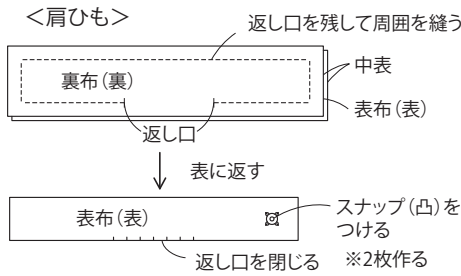 ＜肩ひも＞
返し口を残して周囲を縫う
中表
裏布（裏）
表布（表）
返し口
表に返す
表布（表）
スナップ（凸）を
つける
返し口を閉じる
※2枚作る